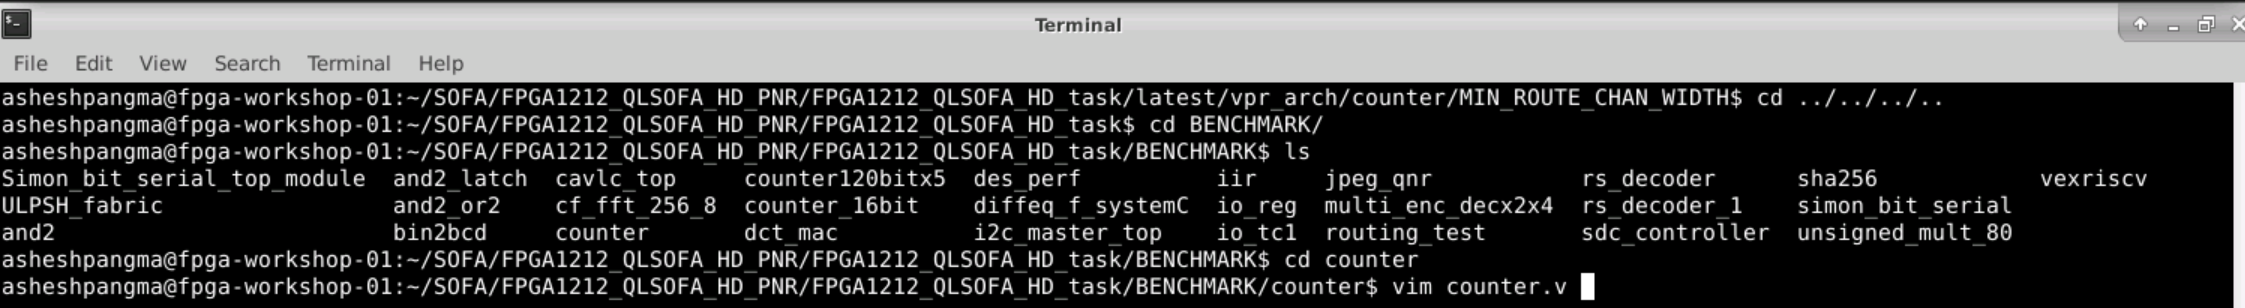 Terminal
File Edit View Search Terminal Help
asheshpangma@fpga-workshop-01:~/SOFA/FPGA1212_QLSOFA_HD_PNR/FPGA1212_QLSOFA_HD_task/latest/vpr_arch/counter/MIN_ROUTE_CHAN_WIDTH$ cd ../../../..
asheshpangma@fpga-workshop-01:~/SOFA/FPGA1212_QLSOFA_HD_PNR/FPGA1212_QLSOFA_HD_task$ cd BENCHMARK/
asheshpangma@fpga-workshop-01:~/SOFA/FPGA1212_QLSOFA_HD_PNR/FPGA1212_QLSOFA_HD_task/BENCHMARK$ ls
Simon_bit_serial_top_module and2_latch cavlc_top counter120bitx5 des_perf iir jpeg_qnr rs_decoder sha256 vexriscv
ULPSH_fabric and2_or2 cf_fft_256_8 counter_16bit diffeq_f_systemC io_reg multi_enc_decx2x4 rs_decoder_1 simon_bit_serial
and2 bin2bcd counter dct_mac i2c_master_top io_tc1 routing_test sdc_controller unsigned_mult_80
asheshpangma@fpga-workshop-01:~/SOFA/FPGA1212_QLSOFA_HD_PNR/FPGA1212_QLSOFA_HD_task/BENCHMARK$ cd counter
asheshpangma@fpga-workshop-01:~/SOFA/FPGA1212_QLSOFA_HD_PNR/FPGA1212_QLSOFA_HD_task/BENCHMARK/counter$ vim counter.v